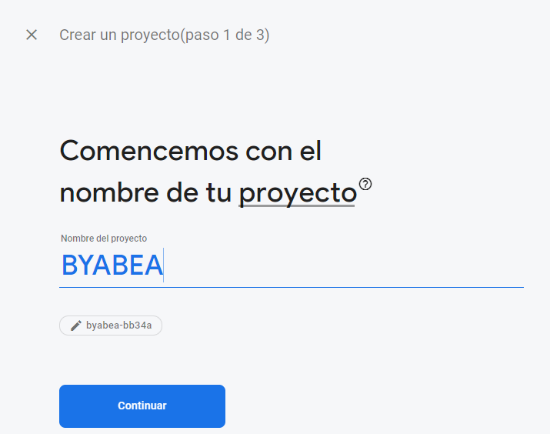 Crear un proyecto(paso 1 de 3)
Comencemos con el
nombre de tu proyecto
Nombre del proyecto
BYABEA
byabea-bb34a
Continuar